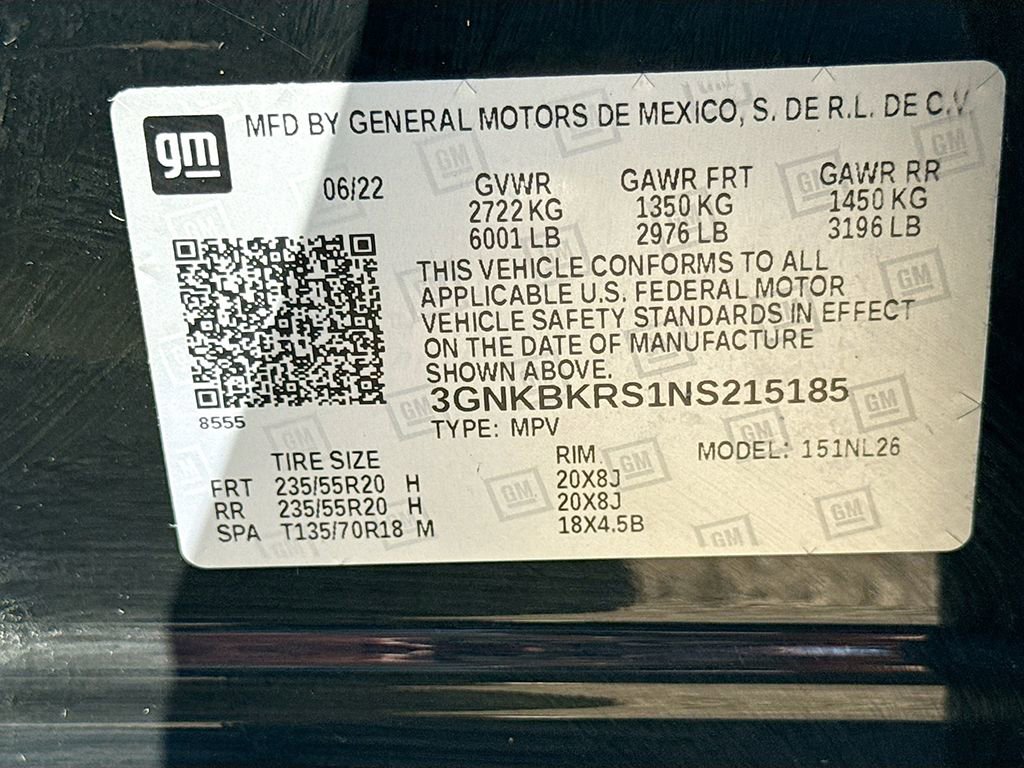 gm
MFD BY GENERAL MOTORS DE MEXICO, S. DE R.L. DE C.V.
06/22
GVWR GAWR FRT GAWR RR
2722 KG 1350 KG 1450 KG
6001 LB 2976 LB 3196 LB
THIS VEHICLE CONFORMS TO ALL
APPLICABLE U.S. FEDERAL MOTOR
VEHICLE SAFETY STANDARDS IN EFFECT
ON THE DATE OF MANUFACTURE
SHOWN ABOVE.
3GNKBKRS1NS215185
8555
TYPE: MPV
TIRE SIZE RIM MODEL: 151NL26
FRT 235/55R20 H 20X8J
RR 235/55R20 H 20X8J
SPA T135/70R18 M 18X4.5B